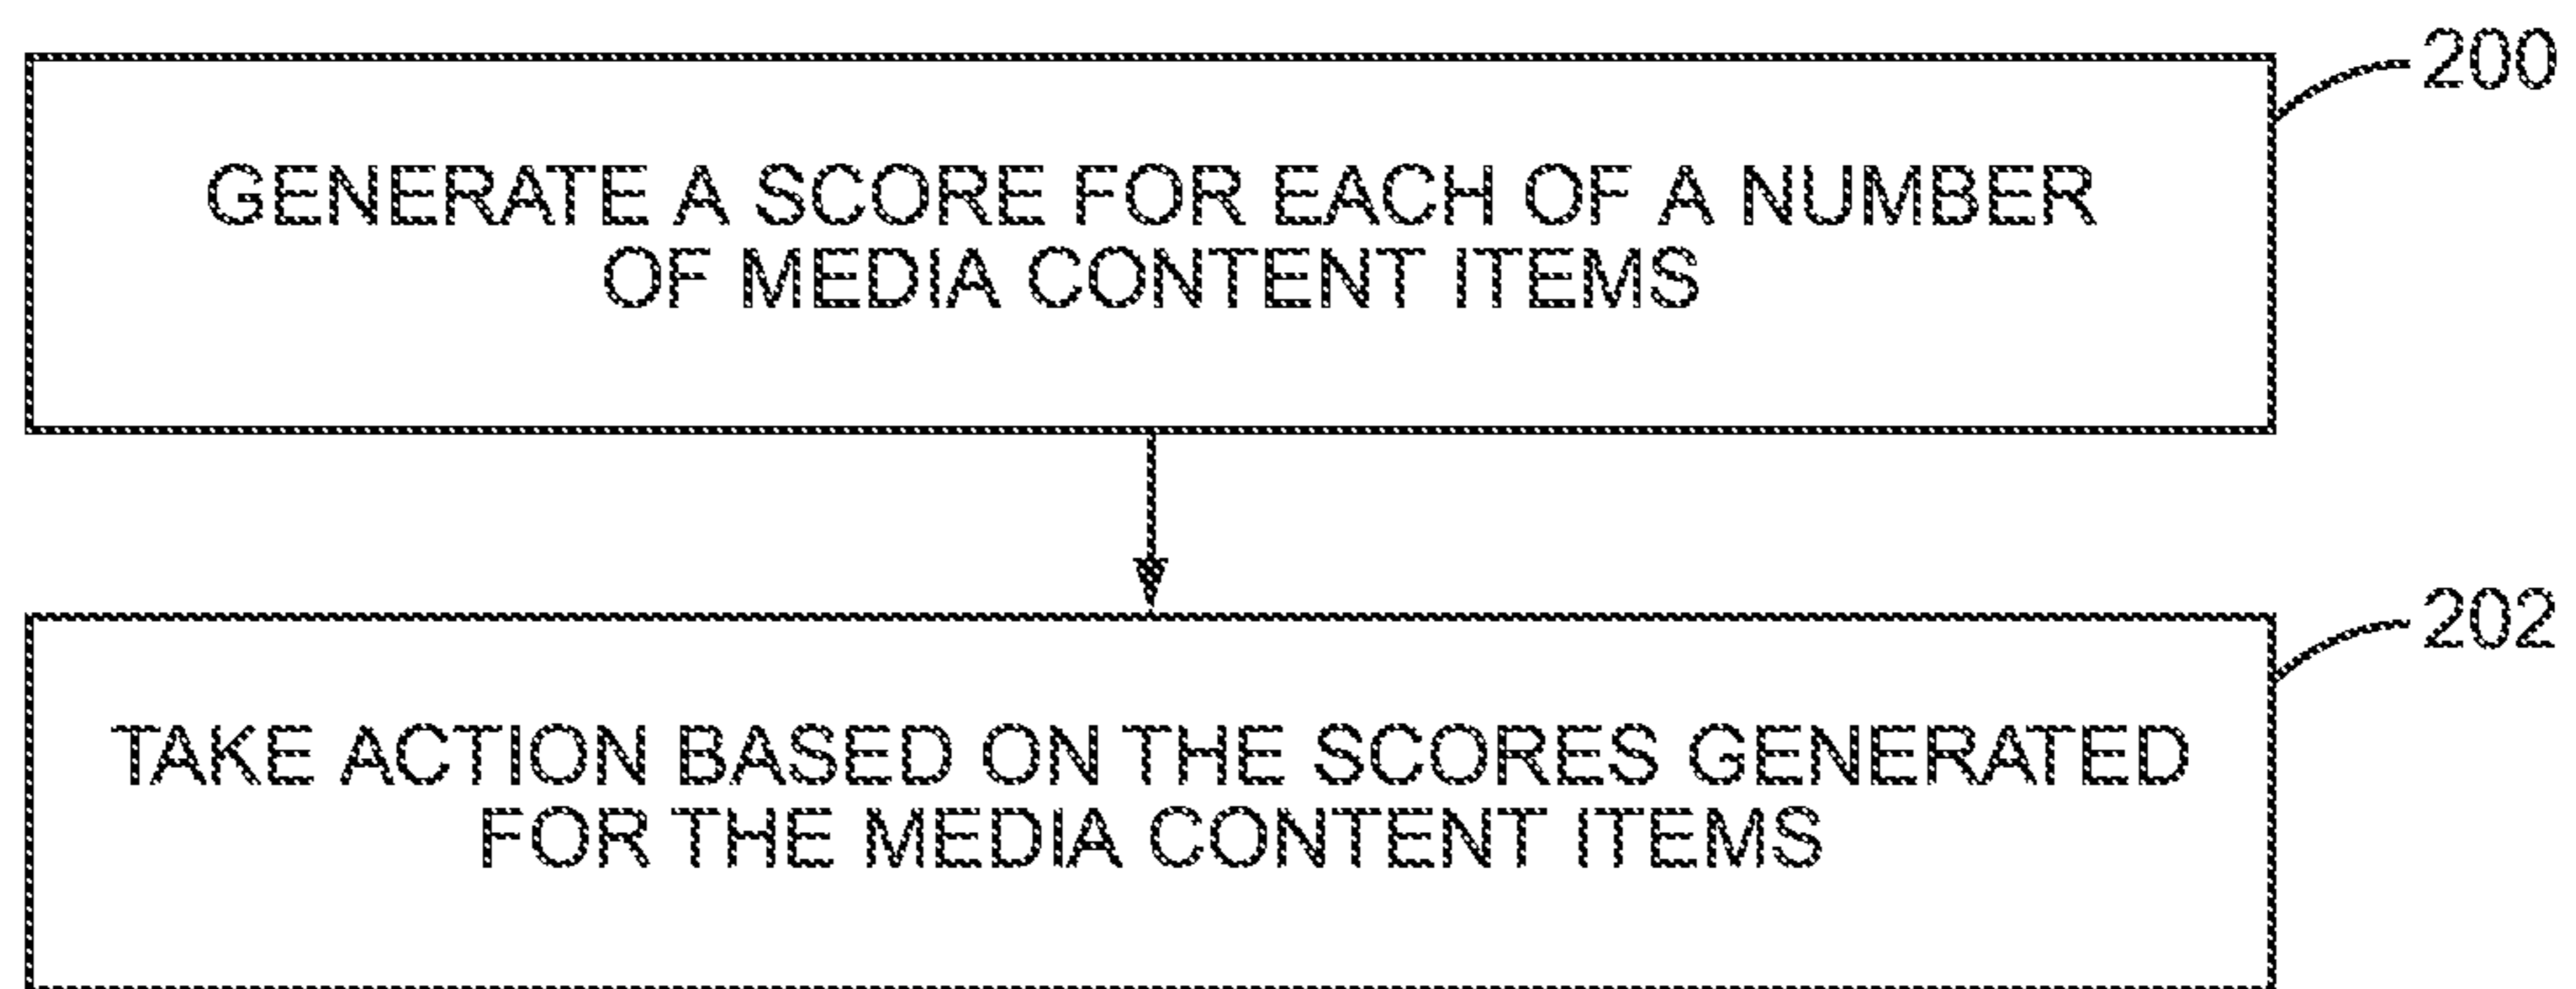 200
GENERATE A SCORE FOR EACH OF A NUMBER
OF MEDIA CONTENT ITEMS
202
TAKE ACTION BASED ON THE SCORES GENERATED
FOR THE MEDIA CONTENT ITEMS